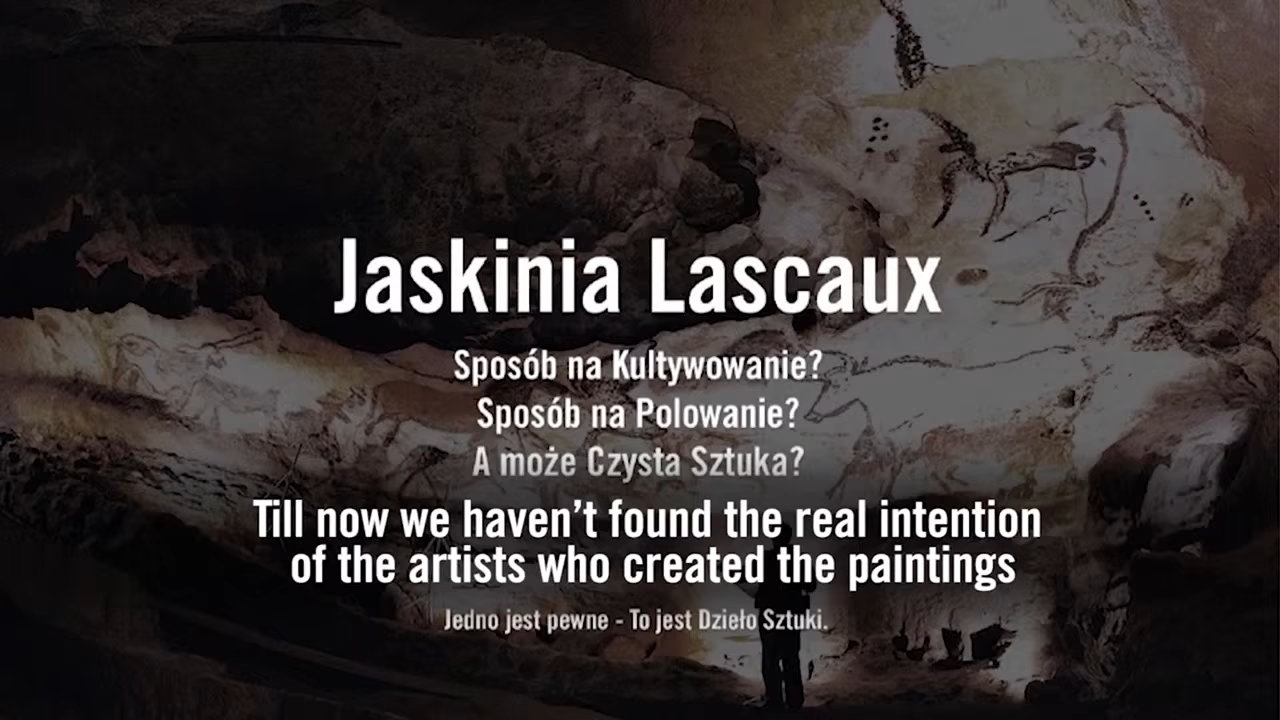 Jaskinia Lascaux
Sposób na Kultywowanie?
Sposób na Polowanie?
A może Czysta Sztuka?
Till now we haven't found the real intention
of the artists who created the paintings
Jedno jest pewne - To jest Dzieło Sztuki.